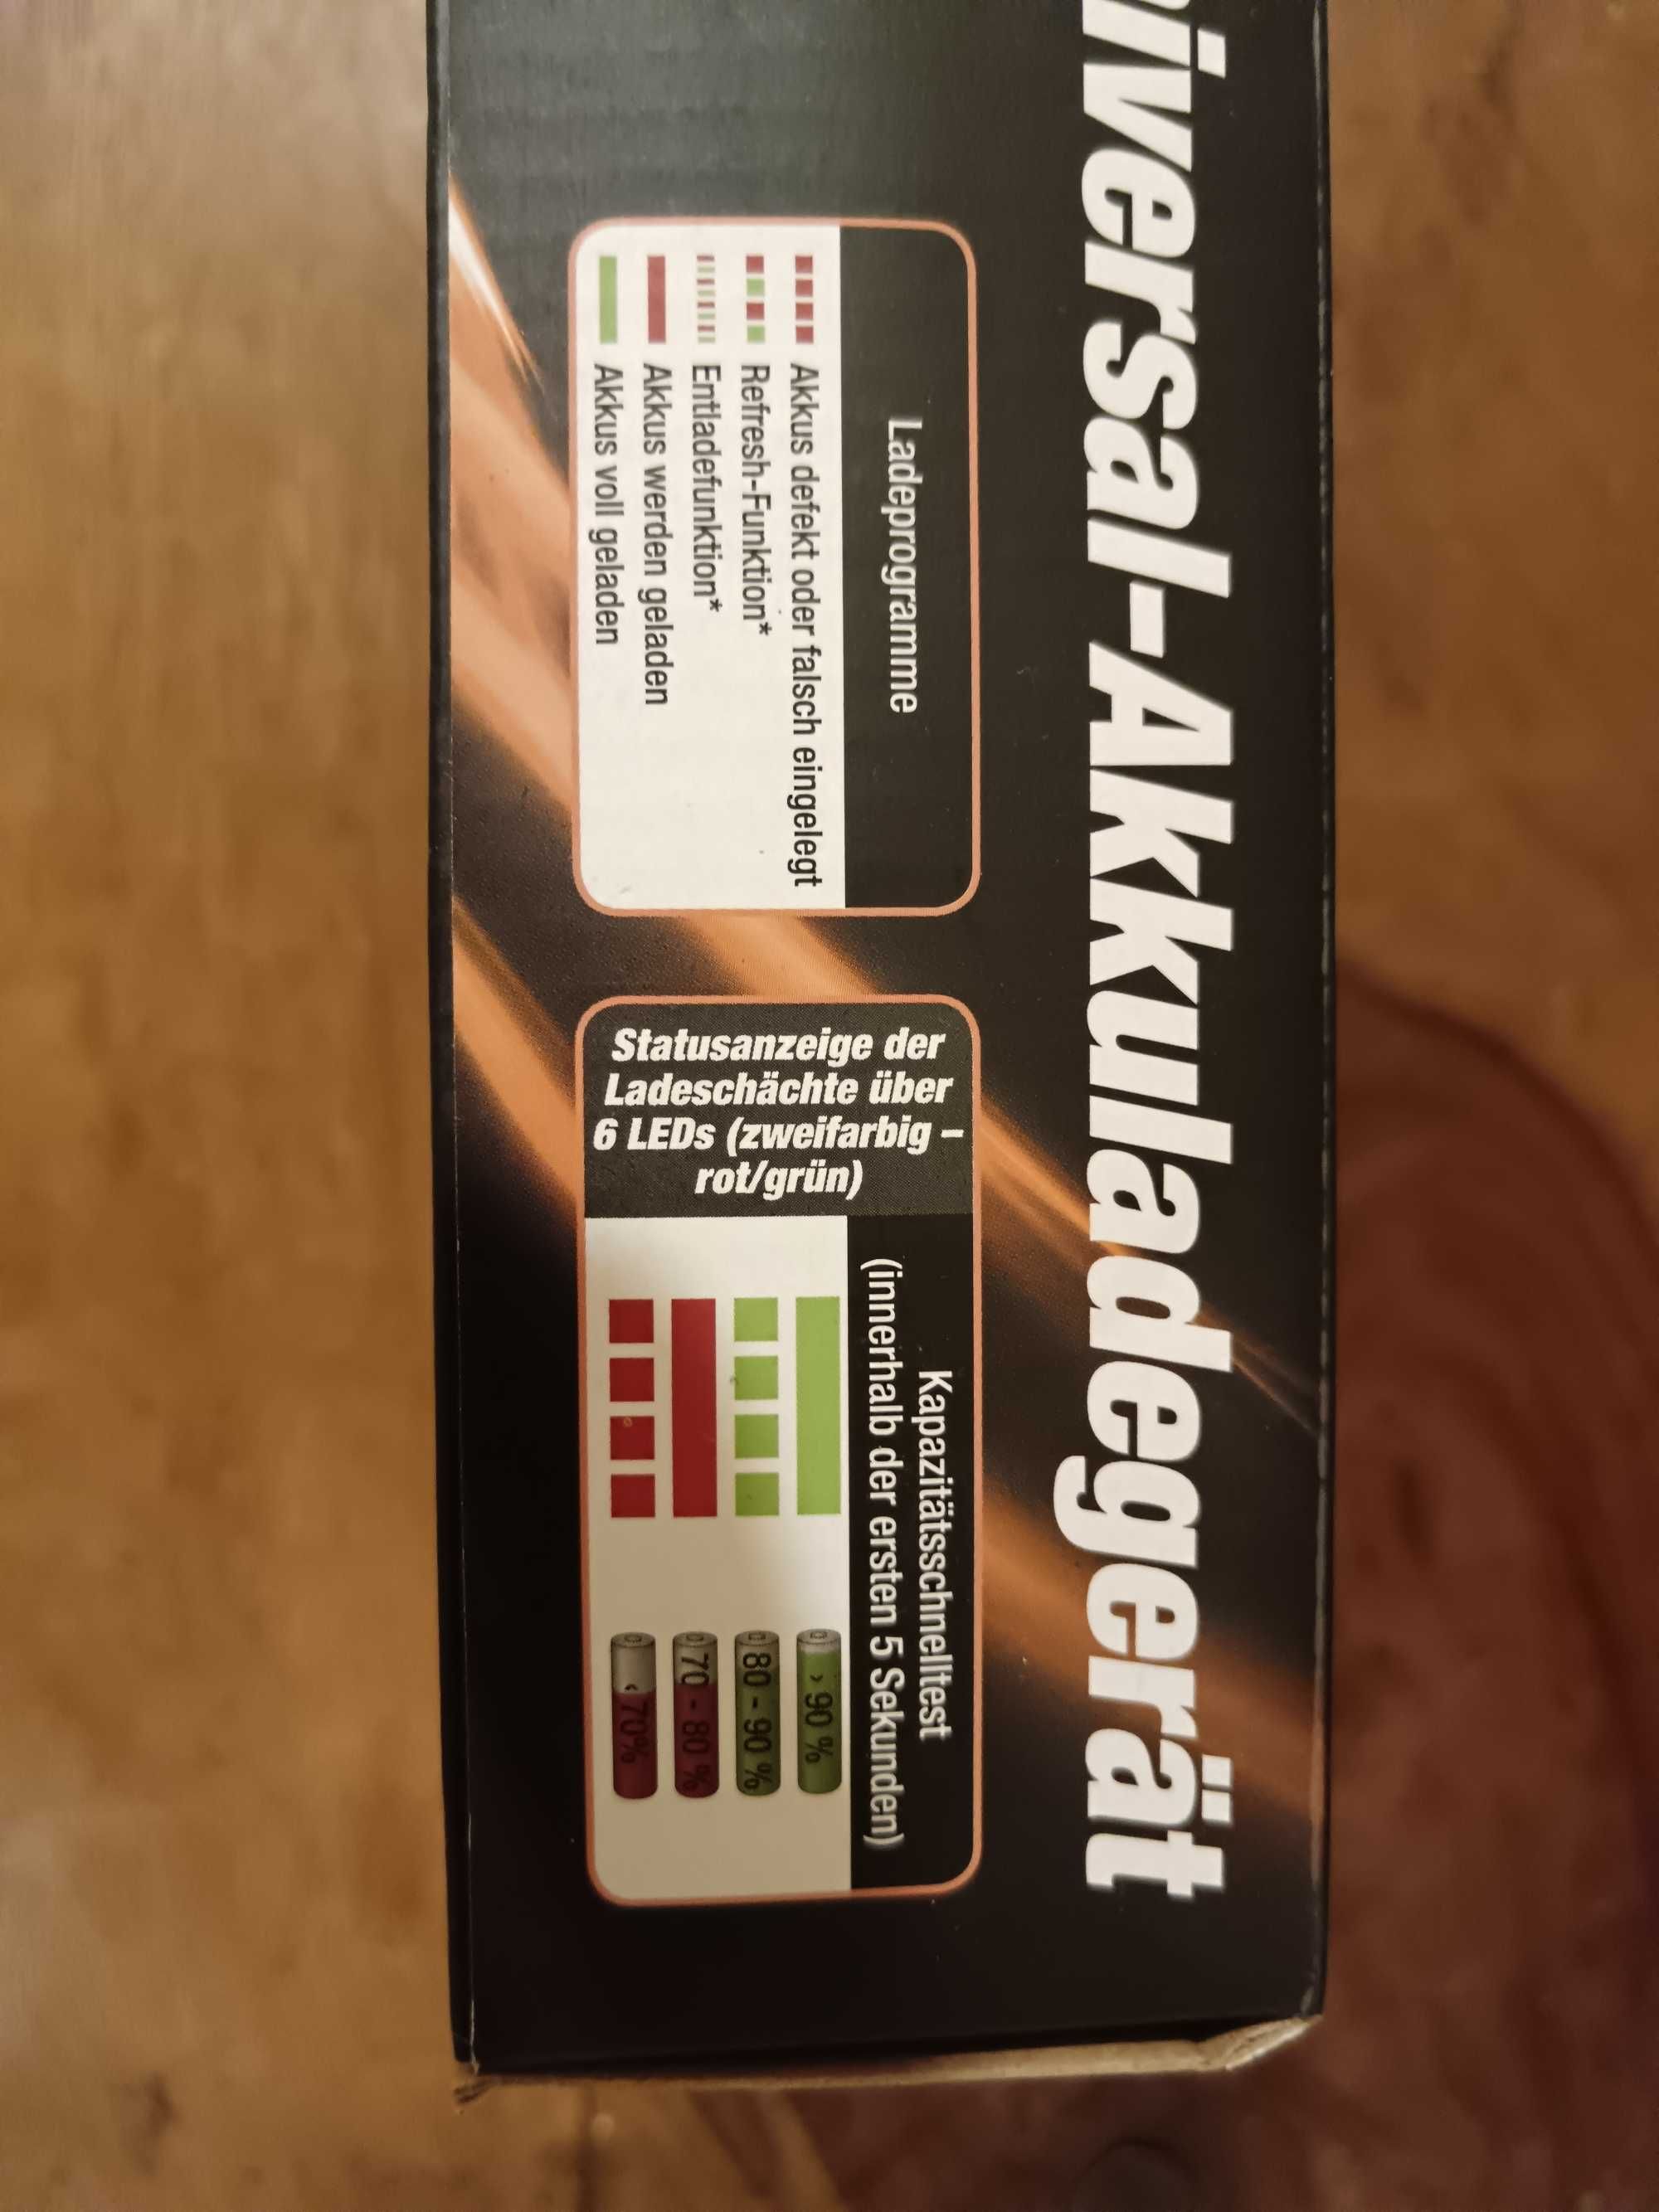 iversal-Akkuladegerät
Ladeprogramme
Akkus defekt oder falsch eingelegt
Refresh-Funktion*
Entladefunktion*
Akkus werden geladen
Akkus voll geladen
Statusanzeige der
Ladeschächte über
6 LEDs (zweifarbig –
rot/grün)
Kapazitätsschnelltest
(innerhalb der ersten 5 Sekunden)
> 90 %
80 - 90 %
70 - 80 %
< 70%